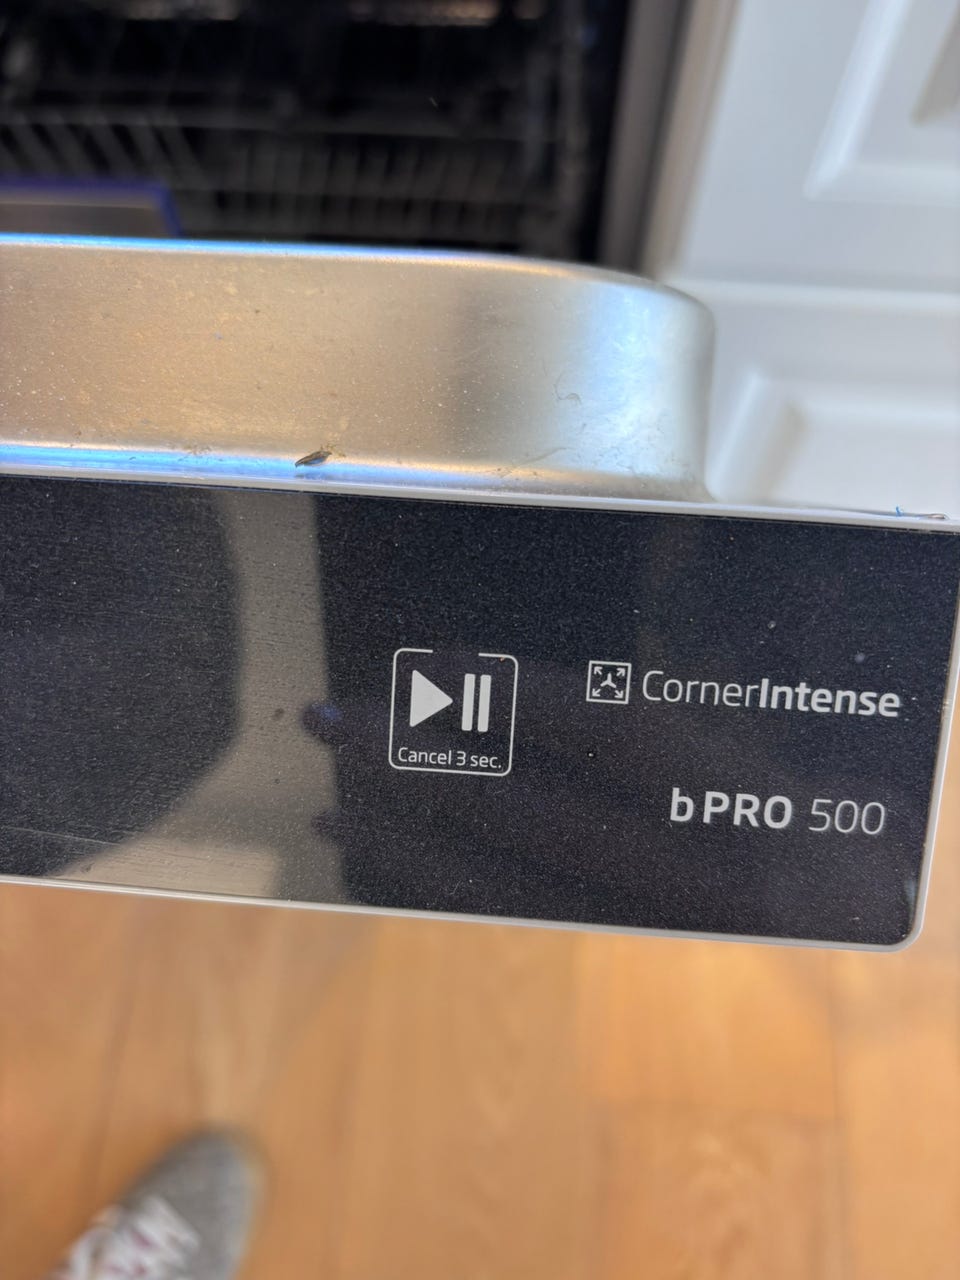 CornerIntense
Cancel 3 sec.
bPRO 500